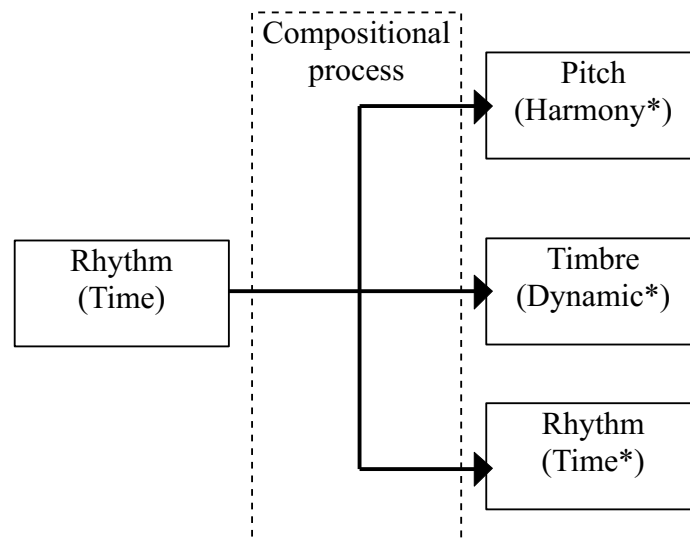 Compositional
process
Pitch
(Harmony*)
Rhythm
(Time)
Timbre
(Dynamic*)
Rhythm
(Time*)